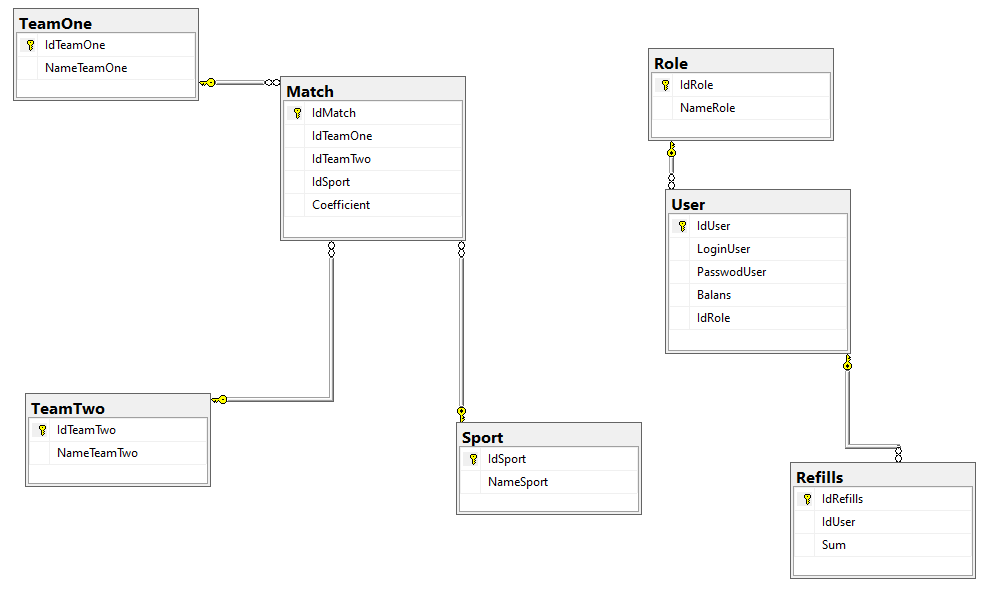 TeamOne
IdTeamOne
NameTeamOne
Match
IdMatch
IdTeamOne
IdTeamTwo
IdSport
Coefficient
TeamTwo
IdTeamTwo
NameTeamTwo
Sport
IdSport
NameSport
Role
IdRole
NameRole
User
IdUser
LoginUser
PasswodUser
Balans
IdRole
Refills
IdRefills
IdUser
Sum